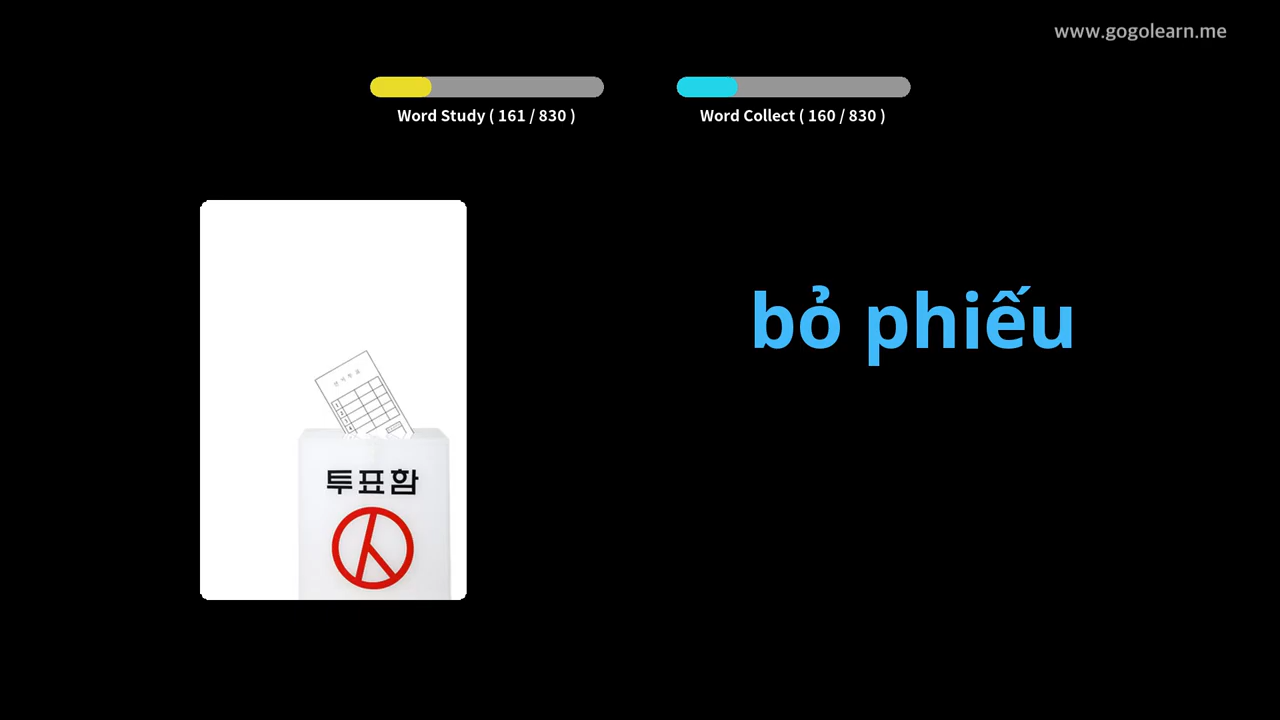 www.gogolearn.me
Word Study ( 161 / 830 )
Word Collect ( 160 / 830 )
bỏ phiếu
투표함